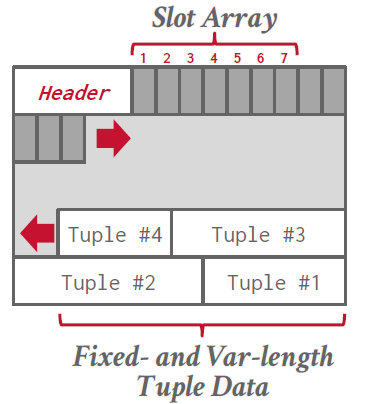 Slot Array
1 2 3 4 5 6 7
Header
Tuple #4 Tuple #3
Tuple #2 Tuple #1
Fixed- and Var-length
Tuple Data